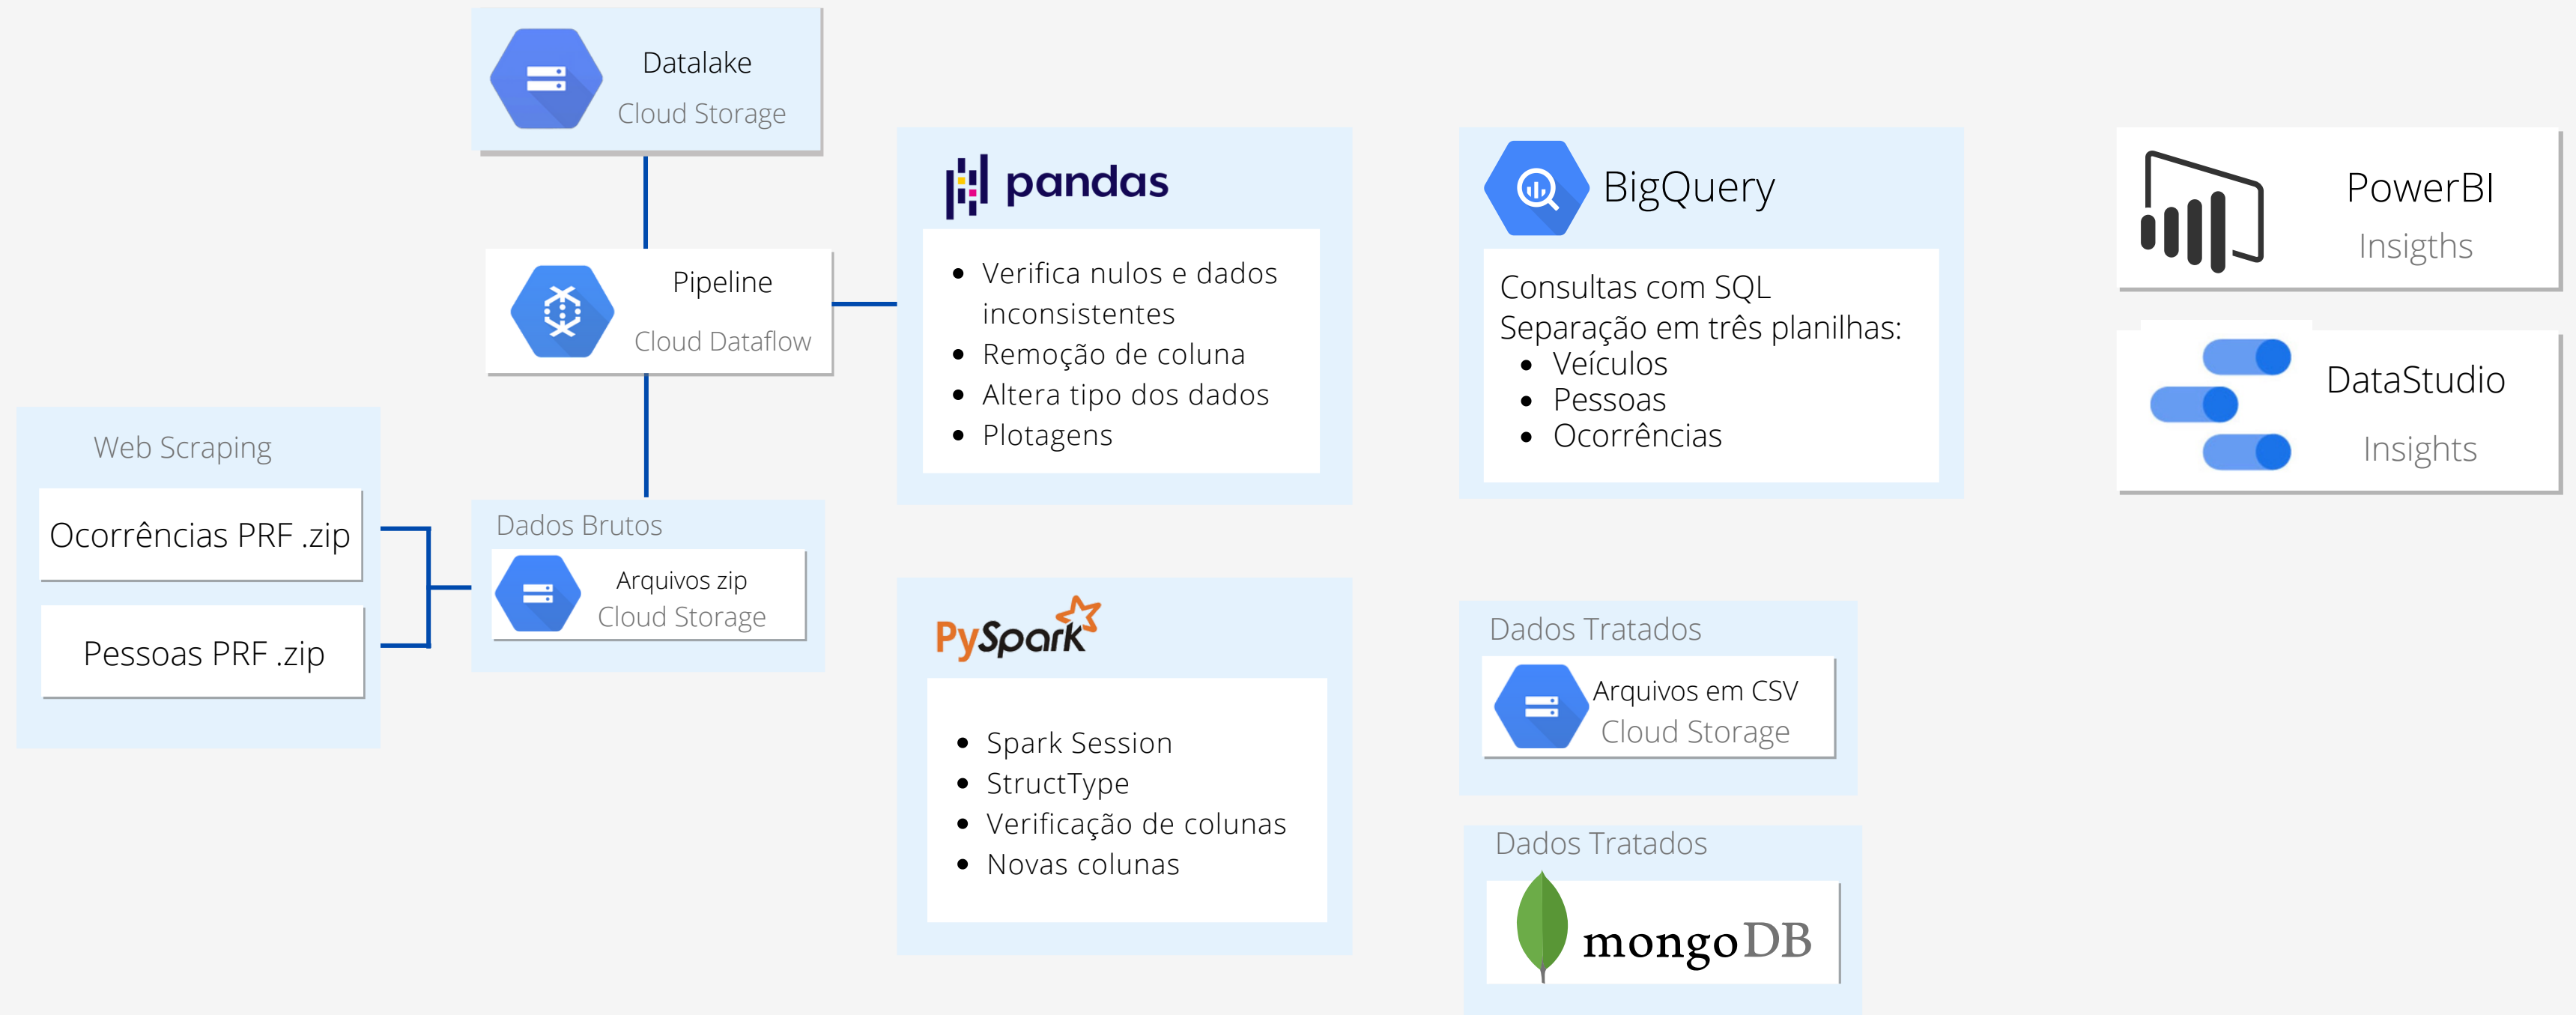 Datalake
Cloud Storage
Pipeline
Cloud Dataflow
Web Scraping
Ocorrências PRF .zip
Pessoas PRF .zip
Dados Brutos
Arquivos zip
Cloud Storage
pandas
Verifica nulos e dados
inconsistentes
Remoção de coluna
Altera tipo dos dados
Plotagens
PySpark
Spark Session
StructType
Verificação de colunas
Novas colunas
BigQuery
Consultas com SQL
Separação em três planilhas:
Veículos
Pessoas
Ocorrências
Dados Tratados
Arquivos em CSV
Cloud Storage
Dados Tratados
mongoDB
PowerBI
Insigths
DataStudio
Insights